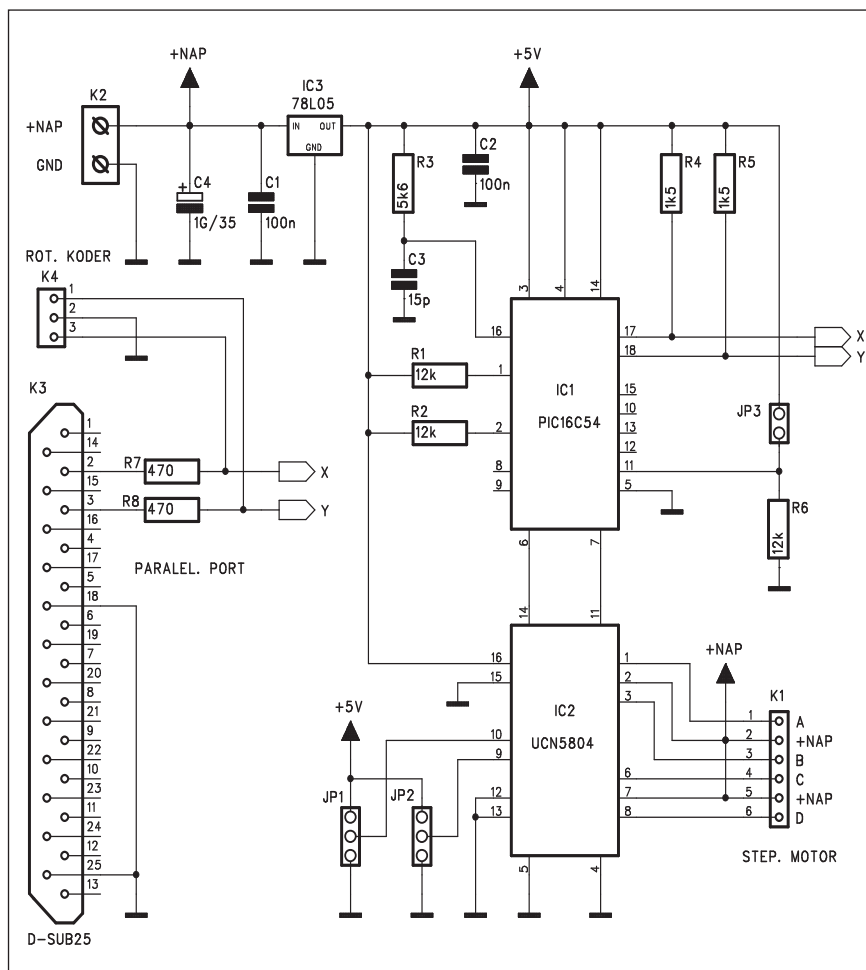 +NAP
+5V
IC3
78L05
K2
IN OUT
GND
+NAP
GND
C4
+
1G/35
C1
100n
R3
5k6
C2
100n
R4
1k5
R5
1k5
C3
15p
ROT. KODER
K4
1
2
3
3
4
14
16
1
2
8
9
IC1
PIC16C54
17
18
15
10
13
12
11
5
6
7
X
Y
R1
12k
R2
12k
JP3
R6
12k
K3
1
14
2
15
3
16
4
17
5
18
6
19
7
20
8
21
9
22
10
23
11
24
12
25
13
D-SUB25
R7
470
X
R8
470
Y
PARALEL. PORT
14
11
16
15
10
9
12
13
IC2
UCN5804
1
2
3
6
7
8
5
4
+5V
JP1
JP2
+NAP
K1
1 A
2 +NAP
3 B
4 C
5 +NAP
6 D
STEP. MOTOR